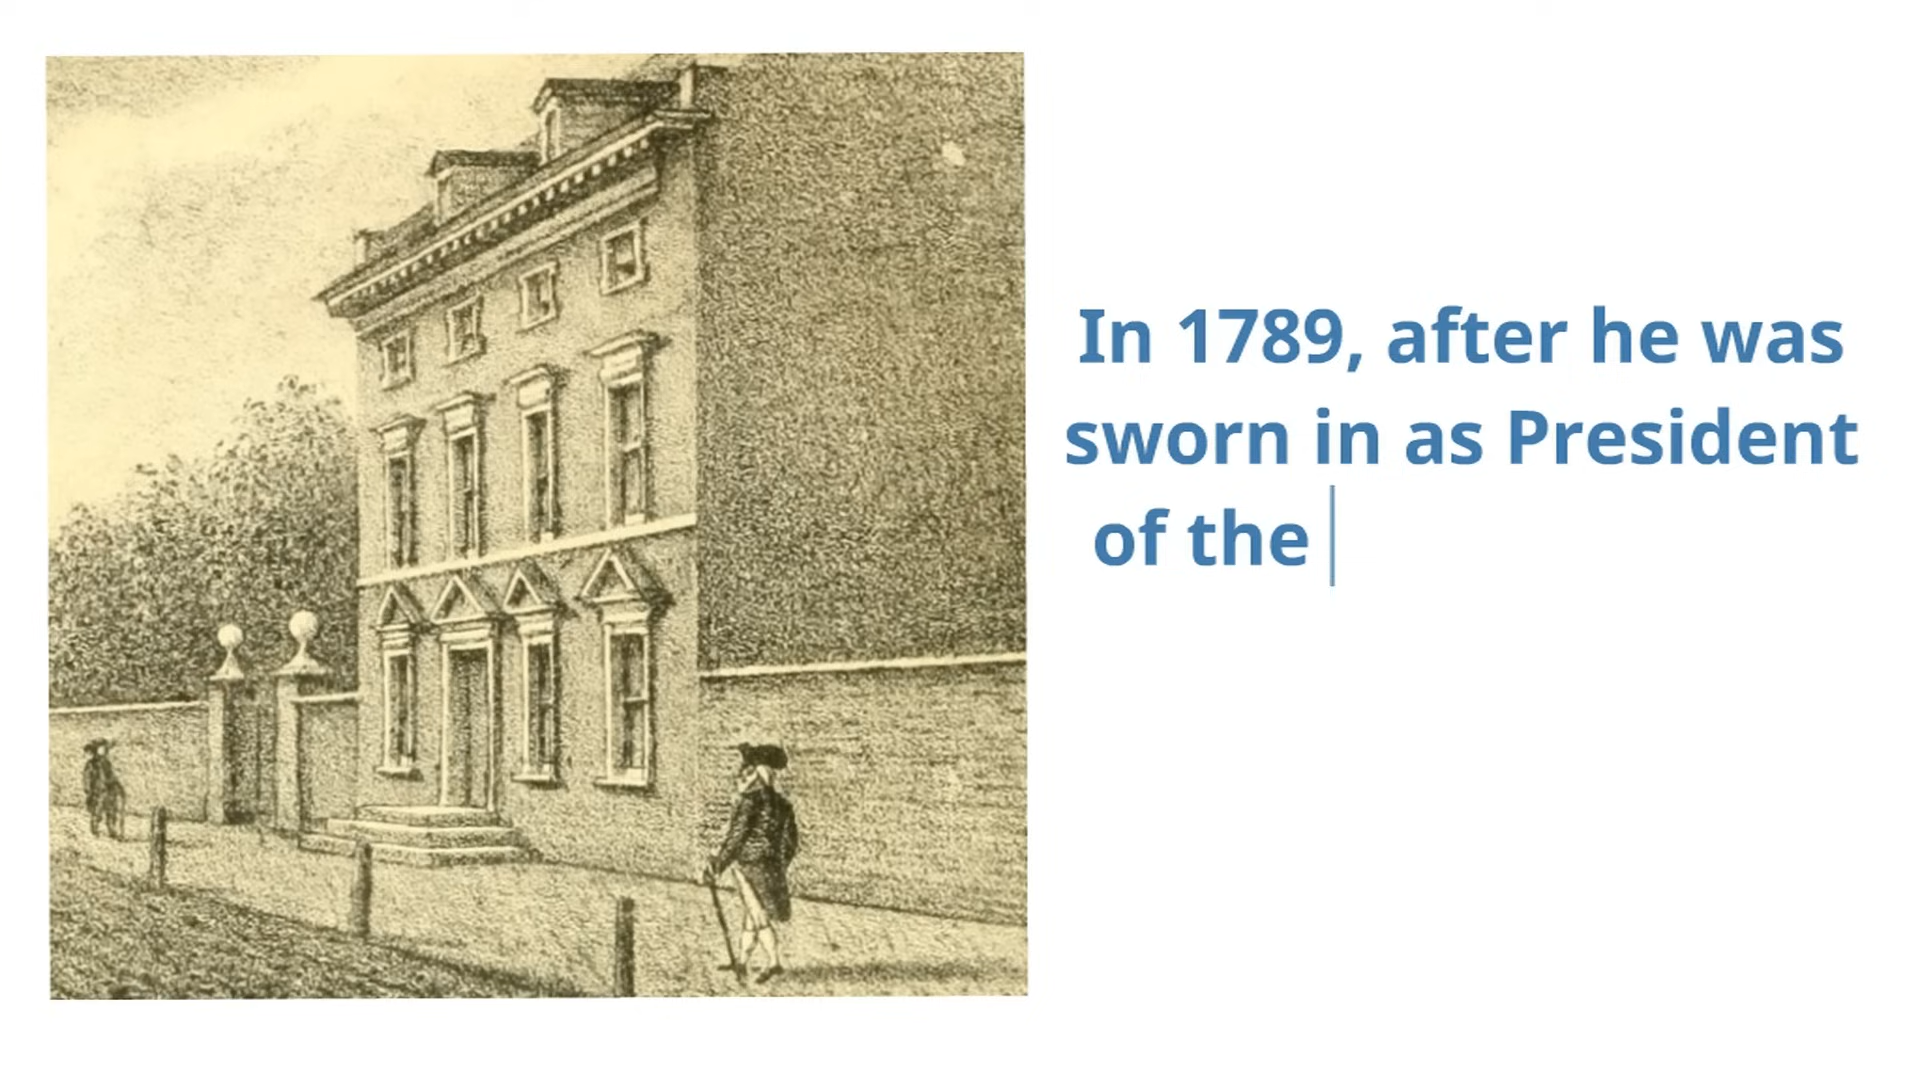 In 1789, after he was
sworn in as President
of the